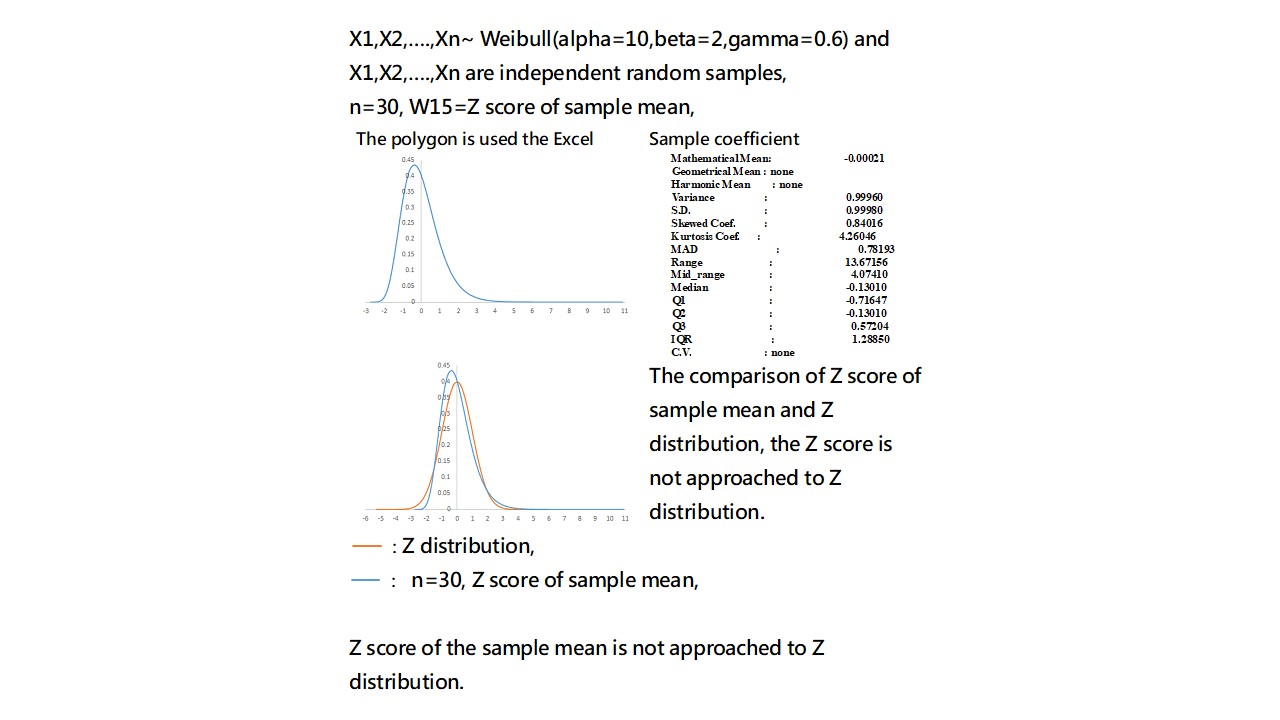 X1,X2,....,Xn~ Weibull(alpha=10,beta=2,gamma=0.6) and
X1,X2,....,Xn are independent random samples,
n=30, W15=Z score of sample mean,
The polygon is used the Excel
Sample coefficient
0.45
0.4
0.35
0.3
0.25
0.2
0.15
0.1
0.05
0
-3 -2 -1 0 1 2 3 4 5 6 7 8 9 10 11
Mathematical Mean: -0.00021
Geometrical Mean : none
Harmonic Mean : none
Variance : 0.99960
S.D. : 0.99980
Skewed Coef. : 0.84016
Kurtosis Coef. : 4.26046
MAD : 0.78193
Range : 13.67156
Mid_range : 4.07410
Median : -0.13010
Q1 : -0.71647
Q2 : -0.13010
Q3 : 0.57204
IQR : 1.28850
C.V. : none
0.45
0.4
0.35
0.3
0.25
0.2
0.15
0.1
0.05
0
-6 -5 -4 -3 -2 -1 0 1 2 3 4 5 6 7 8 9 10 11
The comparison of Z score of
sample mean and Z
distribution, the Z score is
not approached to Z
distribution.
: Z distribution,
: n=30, Z score of sample mean,
Z score of the sample mean is not approached to Z
distribution.